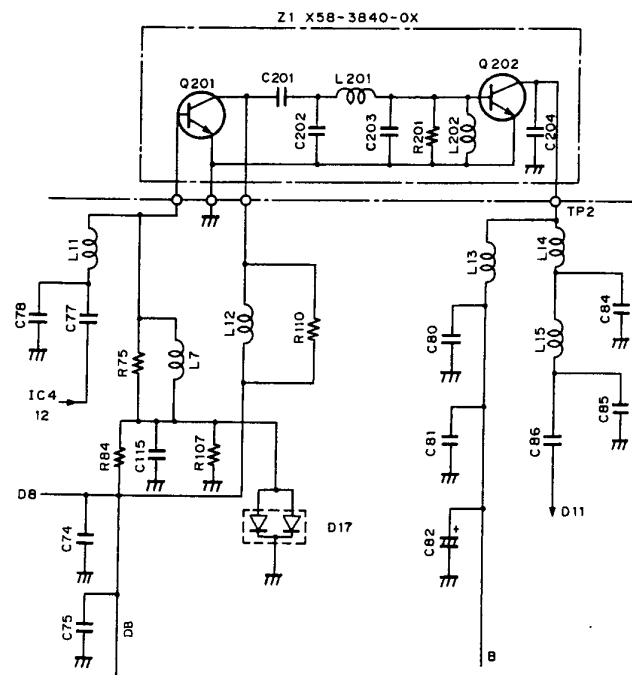 Z1 X58-3840-0X
Q201
C201
L201
Q202
C202
C203
R201
L202
C204
TP2
L11
L13
L14
C78
C77
L12
R110
C84
R75
L7
C80
L15
IC4
12
C85
R84
C115
R107
C81
C86
D8
D17
D11
C74
C82
+
C75
D8
B